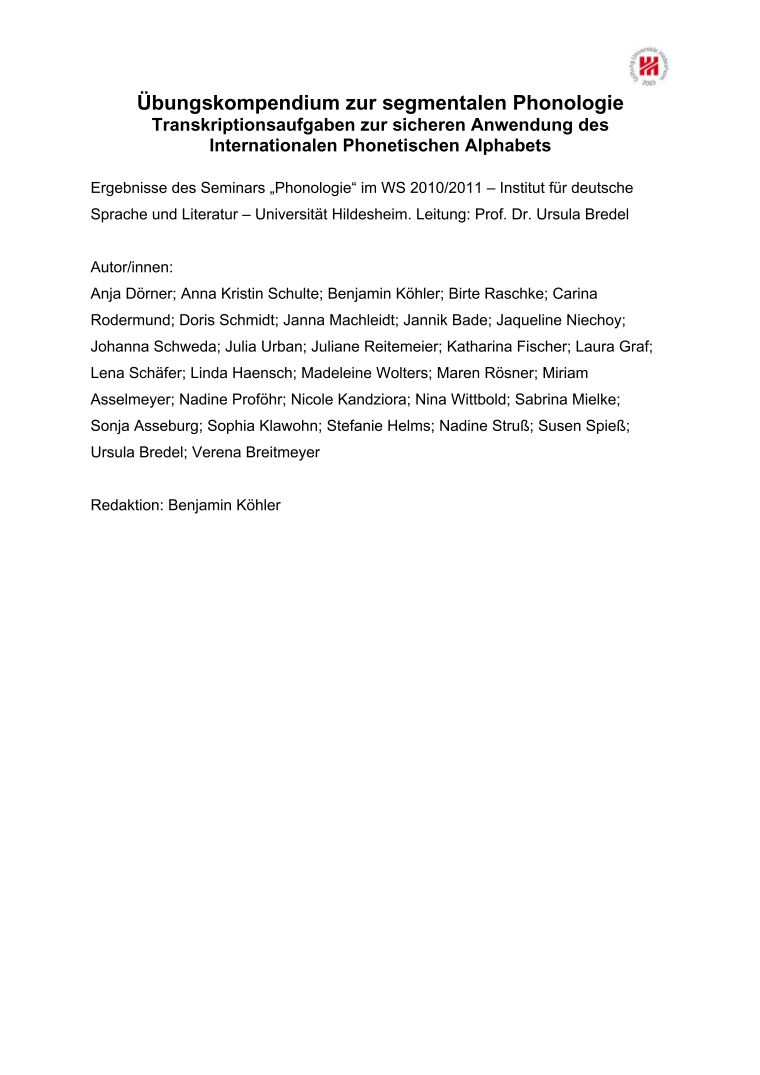 Stiftung Universität Hildesheim
2003
Übungskompendium zur segmentalen Phonologie
Transkriptionsaufgaben zur sicheren Anwendung des
Internationalen Phonetischen Alphabets
Ergebnisse des Seminars „Phonologie“ im WS 2010/2011 – Institut für deutsche
Sprache und Literatur – Universität Hildesheim. Leitung: Prof. Dr. Ursula Bredel
Autor/innen:
Anja Dörner; Anna Kristin Schulte; Benjamin Köhler; Birte Raschke; Carina
Rodermund; Doris Schmidt; Janna Machleidt; Jannik Bade; Jaqueline Niechoy;
Johanna Schweda; Julia Urban; Juliane Reitemeier; Katharina Fischer; Laura Graf;
Lena Schäfer; Linda Haensch; Madeleine Wolters; Maren Rösner; Miriam
Asselmeyer; Nadine Proföhr; Nicole Kandziora; Nina Wittbold; Sabrina Mielke;
Sonja Asseburg; Sophia Klawohn; Stefanie Helms; Nadine Struß; Susen Spieß;
Ursula Bredel; Verena Breitmeyer
Redaktion: Benjamin Köhler